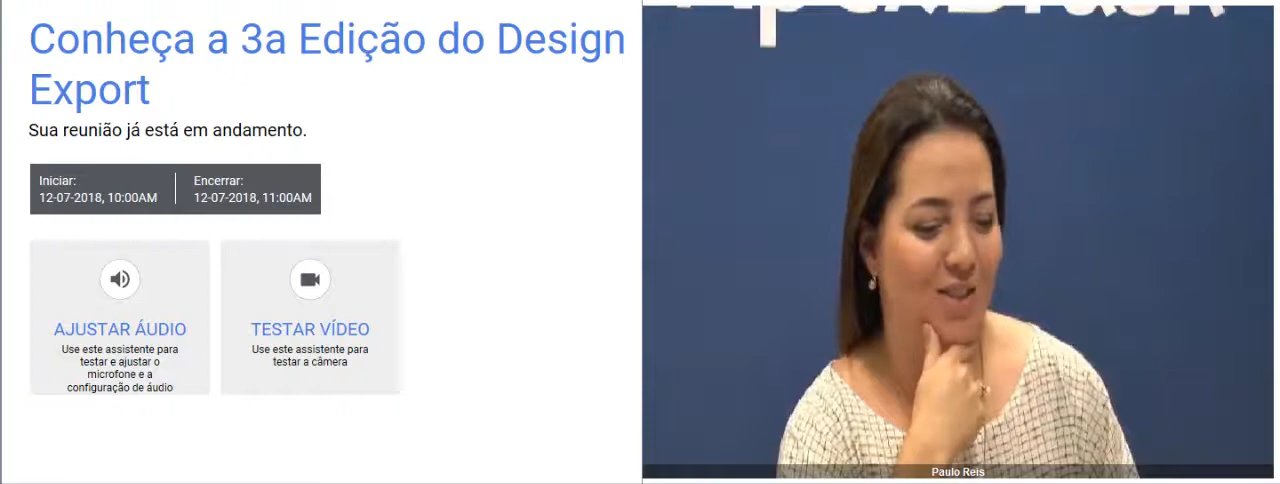 Conheça a 3a Edição do Design
Export
Sua reunião já está em andamento.
Iniciar:
12-07-2018, 10:00AM
Encerrar:
12-07-2018, 11:00AM
AJUSTAR ÁUDIO
Use este assistente para
testar e ajustar o
microfone e a
configuração de áudio
TESTAR VÍDEO
Use este assistente para
testar a câmera
Paulo Reis